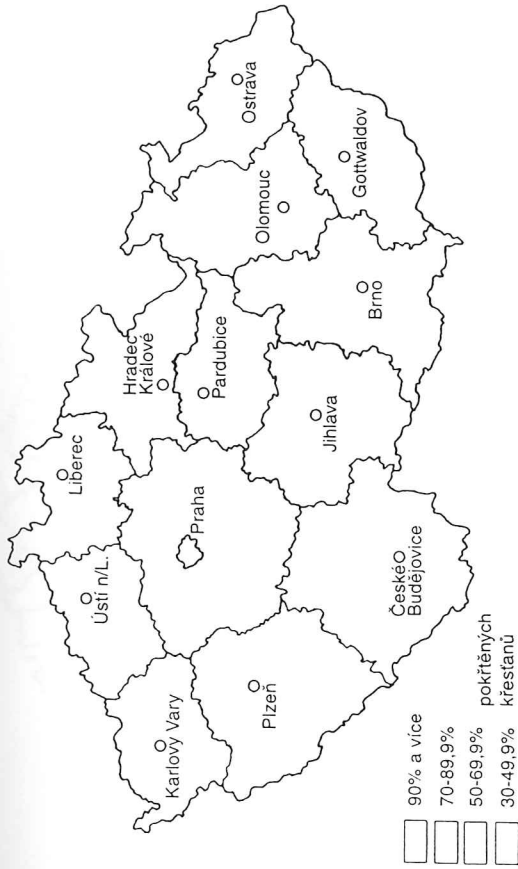 Liberec
Ústí n/L.
Karlovy Vary
Hradec
Králové
Praha
Pardubice
Plzeň
Olomouc
Ostrava
Jihlava
Brno
Gottwaldov
České
Budějovice
90% a více
70-89,9%
50-69,9%
30-49,9%
pokřtěných
křesťanů